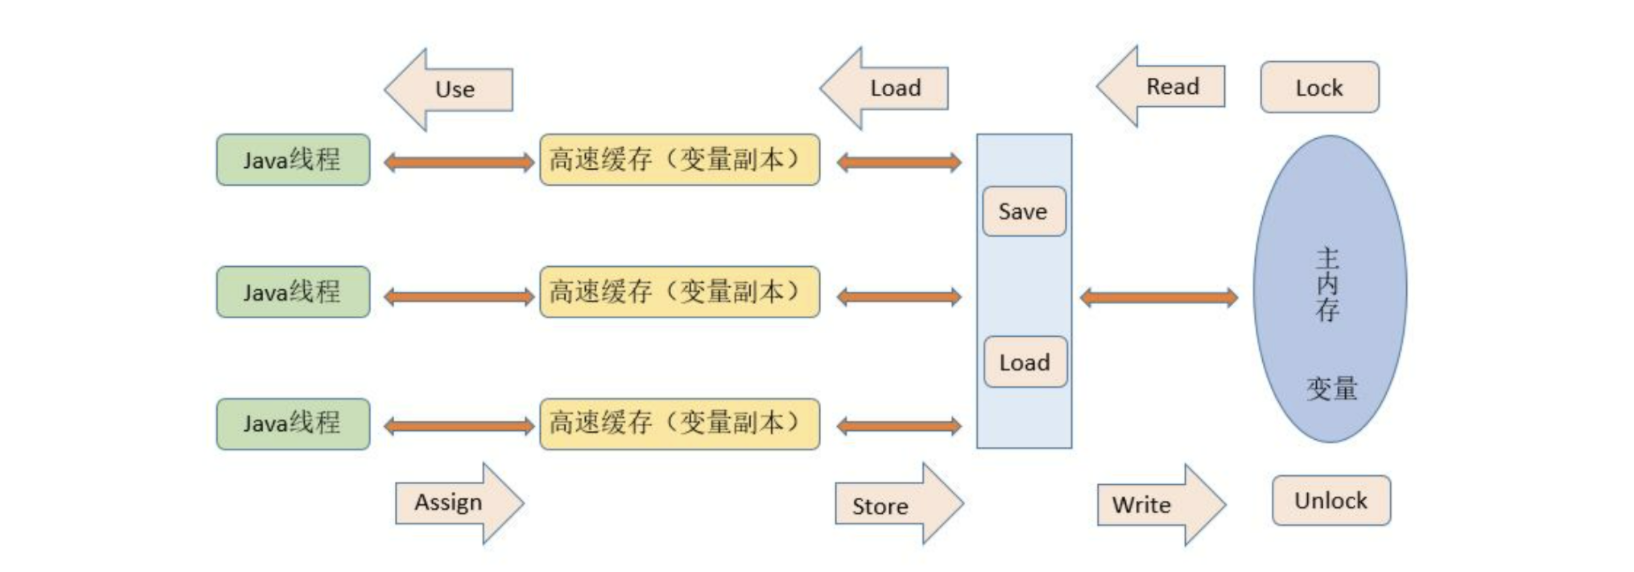 Use
Load
Read
Lock
Java线程
高速缓存（变量副本）
Save
Java线程
高速缓存（变量副本）
主内存
Load
变量
Java线程
高速缓存（变量副本）
Assign
Store
Write
Unlock